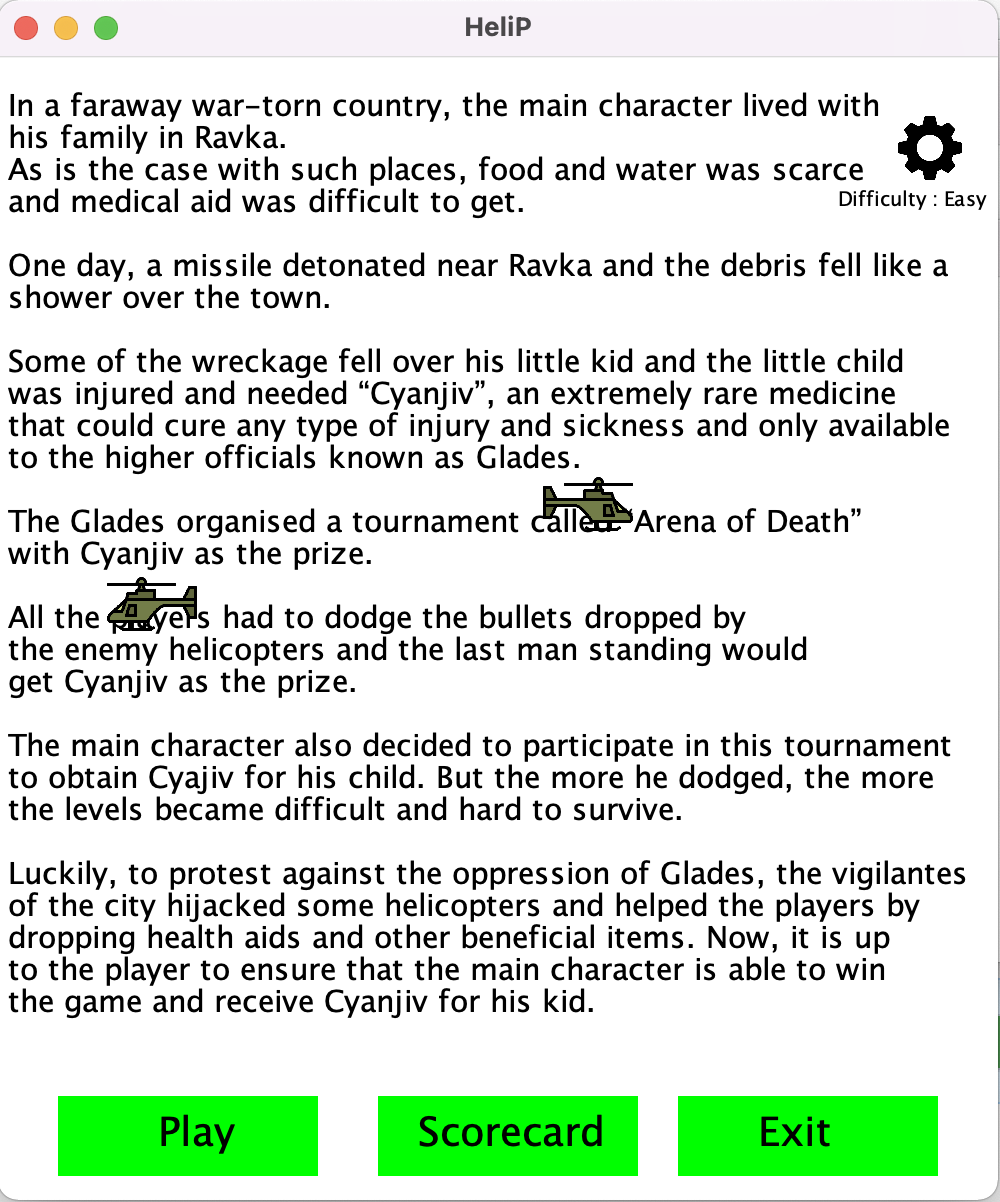 HeliP
In a faraway war-torn country, the main character lived with
his family in Ravka.
As is the case with such places, food and water was scarce
and medical aid was difficult to get.
Difficulty : Easy
One day, a missile detonated near Ravka and the debris fell like a
shower over the town.
Some of the wreckage fell over his little kid and the little child
was injured and needed “Cyanjiv”, an extremely rare medicine
that could cure any type of injury and sickness and only available
to the higher officials known as Glades.
The Glades organised a tournament called “Arena of Death”
with Cyanjiv as the prize.
All the players had to dodge the bullets dropped by
the enemy helicopters and the last man standing would
get Cyanjiv as the prize.
The main character also decided to participate in this tournament
to obtain Cyajiv for his child. But the more he dodged, the more
the levels became difficult and hard to survive.
Luckily, to protest against the oppression of Glades, the vigilantes
of the city hijacked some helicopters and helped the players by
dropping health aids and other beneficial items. Now, it is up
to the player to ensure that the main character is able to win
the game and receive Cyanjiv for his kid.
Play
Scorecard
Exit